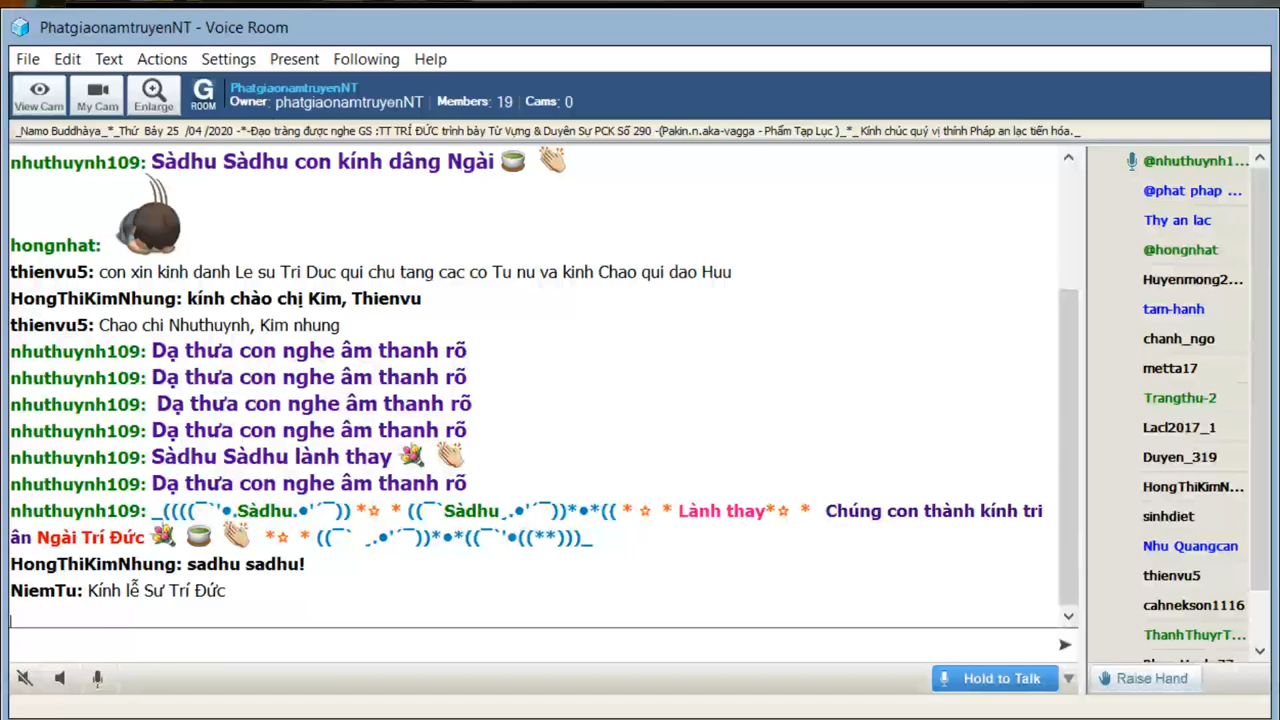 PhatgiaonamtruyenNT - Voice Room
File Edit Text Actions Settings Present Following Help
View Cam My Cam Enlarge G ROOM
PhatgiaonamtruyenNT
Owner: phatgiaonamtruyenNT Members: 19 Cams: 0
_Namo Buddhàya_*_Thứ Bảy 25 /04 /2020 -*-Đạo tràng được nghe GS :TT TRÍ ĐỨC trình bày Từ Vựng & Duyên Sự PCK Số 290 -(Pakin.n.aka-vagga - Phẩm Tạp Lục )_*_ Kính chúc quý vị thính Pháp an lạc tiến hóa._
nhuthuynh109: Sàdhu Sàdhu con kính dâng Ngài
hongnhat:
thienvu5: con xin kinh danh Le su Tri Duc qui chu tang cac co Tu nu va kinh Chao qui dao Huu
HongThiKimNhung: kính chào chị Kim, Thienvu
thienvu5: Chao chi Nhuthuynh, Kim nhung
nhuthuynh109: Dạ thưa con nghe âm thanh rõ
nhuthuynh109: Dạ thưa con nghe âm thanh rõ
nhuthuynh109: Dạ thưa con nghe âm thanh rõ
nhuthuynh109: Dạ thưa con nghe âm thanh rõ
nhuthuynh109: Sàdhu Sàdhu lành thay
nhuthuynh109: Dạ thưa con nghe âm thanh rõ
nhuthuynh109: _((((¯`'•.Sàdhu.•'´¯)) *☆ * ((¯`Sàdhu¸.•'´¯))*•*(( * ☆ * Lành thay*☆ * Chúng con thành kính tri
ân Ngài Trí Đức *☆ * ((¯` ¸.•'´¯))*•*((¯`'•((**)))_
HongThiKimNhung: sadhu sadhu!
NiemTu: Kính lễ Sư Trí Đức
@nhuthuynh1...
@phat phap ...
Thy an lac
@hongnhat
Huyenmong2...
tam-hanh
chanh_ngo
metta17
Trangthu-2
Lacl2017_1
Duyen_319
HongThiKimN...
sinhdiet
Nhu Quangcan
thienvu5
cahnekson1116
ThanhThuyrT...
Hold to Talk
Raise Hand